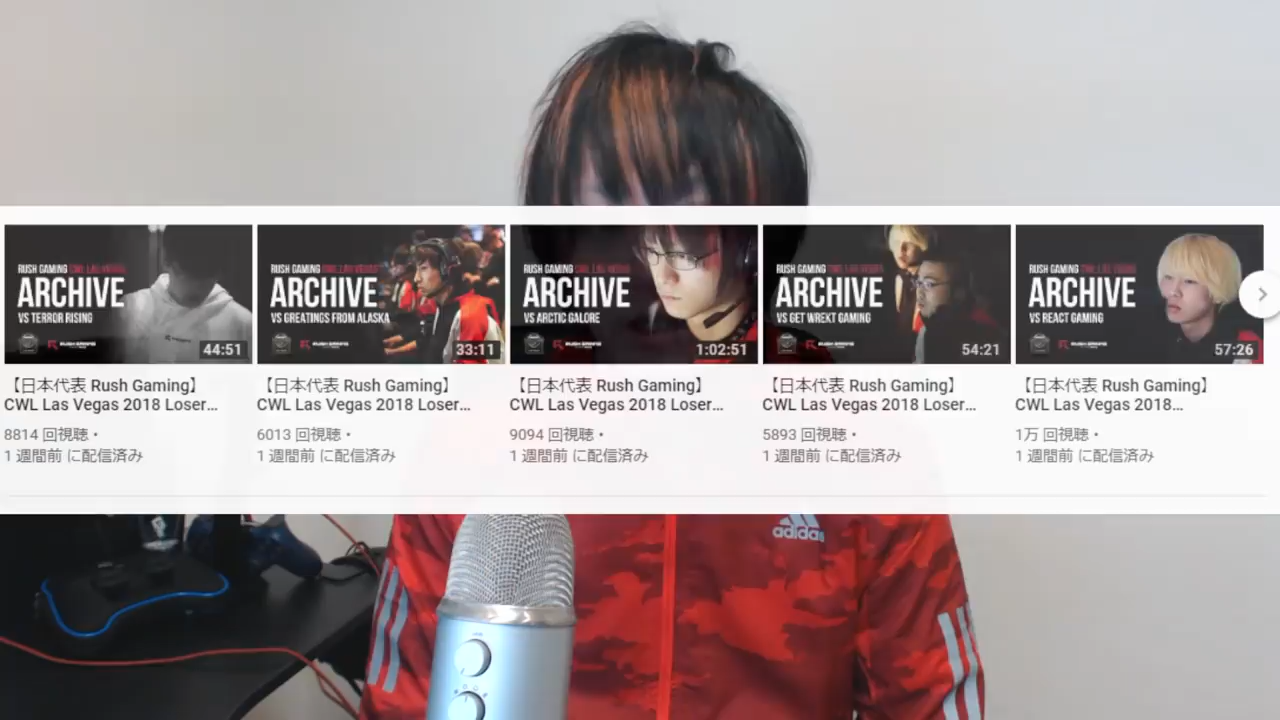 RUSH GAMING CWL LAS VEGAS
ARCHIVE
VS TERROR RISING
44:51
【日本代表 Rush Gaming】
CWL Las Vegas 2018 Loser...
8814 回視聴・
1 週間前 に配信済み
RUSH GAMING CWL LAS VEGAS
ARCHIVE
VS GREATINGS FROM ALASKA
RUSH GAMING
33:11
【日本代表 Rush Gaming】
CWL Las Vegas 2018 Loser...
6013 回視聴・
1 週間前 に配信済み
RUSH GAMING CWL LAS VEGAS
ARCHIVE
VS ARCTIC GALORE
1:02:51
【日本代表 Rush Gaming】
CWL Las Vegas 2018 Loser...
9094 回視聴・
1 週間前 に配信済み
RUSH GAMING CWL LAS VEGAS
ARCHIVE
VS GET WREKT GAMING
RUSH GAMING
54:21
【日本代表 Rush Gaming】
CWL Las Vegas 2018 Loser...
5893 回視聴・
1 週間前 に配信済み
RUSH GAMING CWL LAS VEGAS
ARCHIVE
VS REACT GAMING
RUSH GAMING
57:26
【日本代表 Rush Gaming】
CWL Las Vegas 2018...
1万 回視聴・
1 週間前 に配信済み
adidas